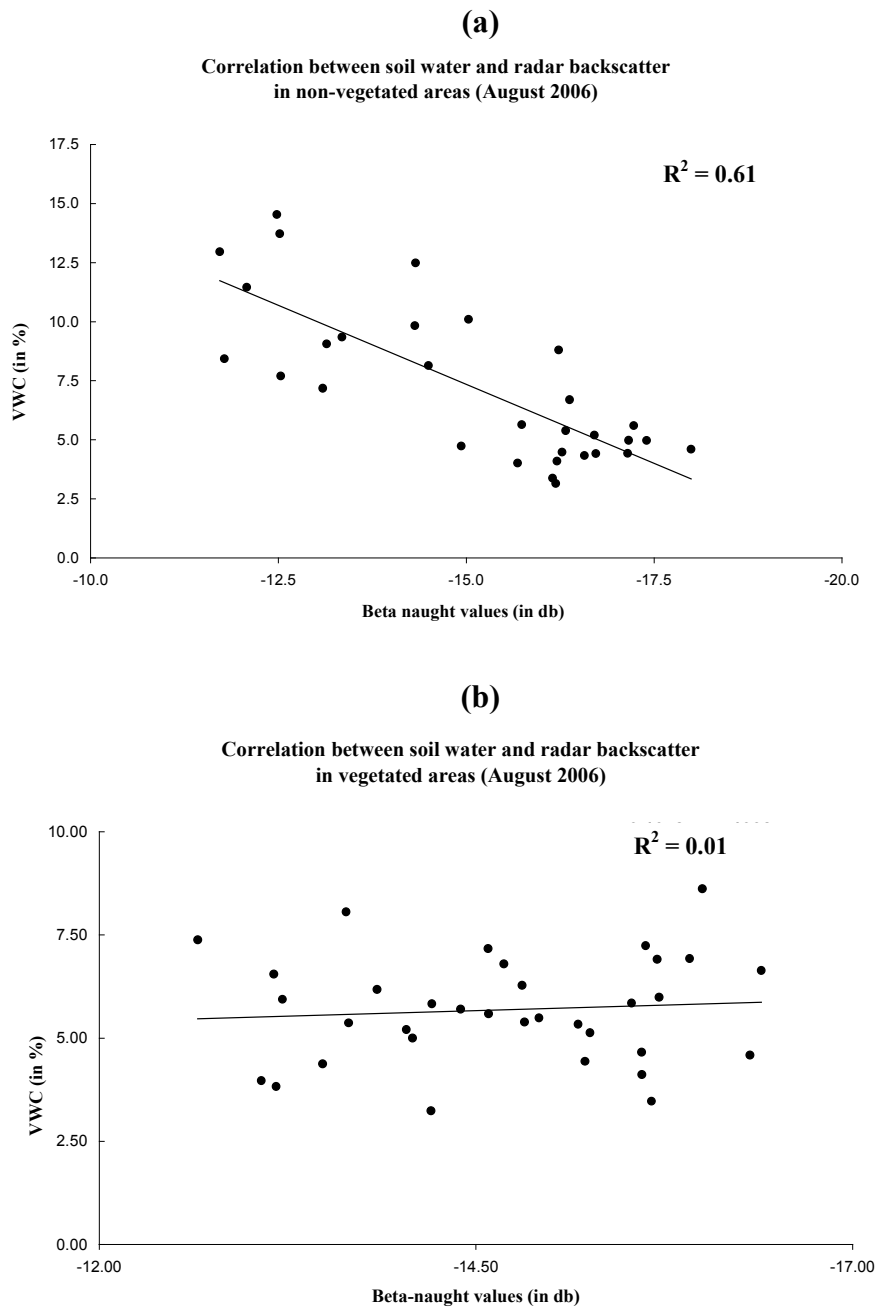 (a)
Correlation between soil water and radar backscatter
in non-vegetated areas (August 2006)
17.5
R² = 0.61
15.0
12.5
10.0
7.5
5.0
2.5
0.0
VWC (in %)
-10.0 -12.5 -15.0 -17.5 -20.0
Beta naught values (in db)
(b)
Correlation between soil water and radar backscatter
in vegetated areas (August 2006)
10.00
R² = 0.01
7.50
5.00
2.50
0.00
VWC (in %)
-12.00 -14.50 -17.00
Beta-naught values (in db)